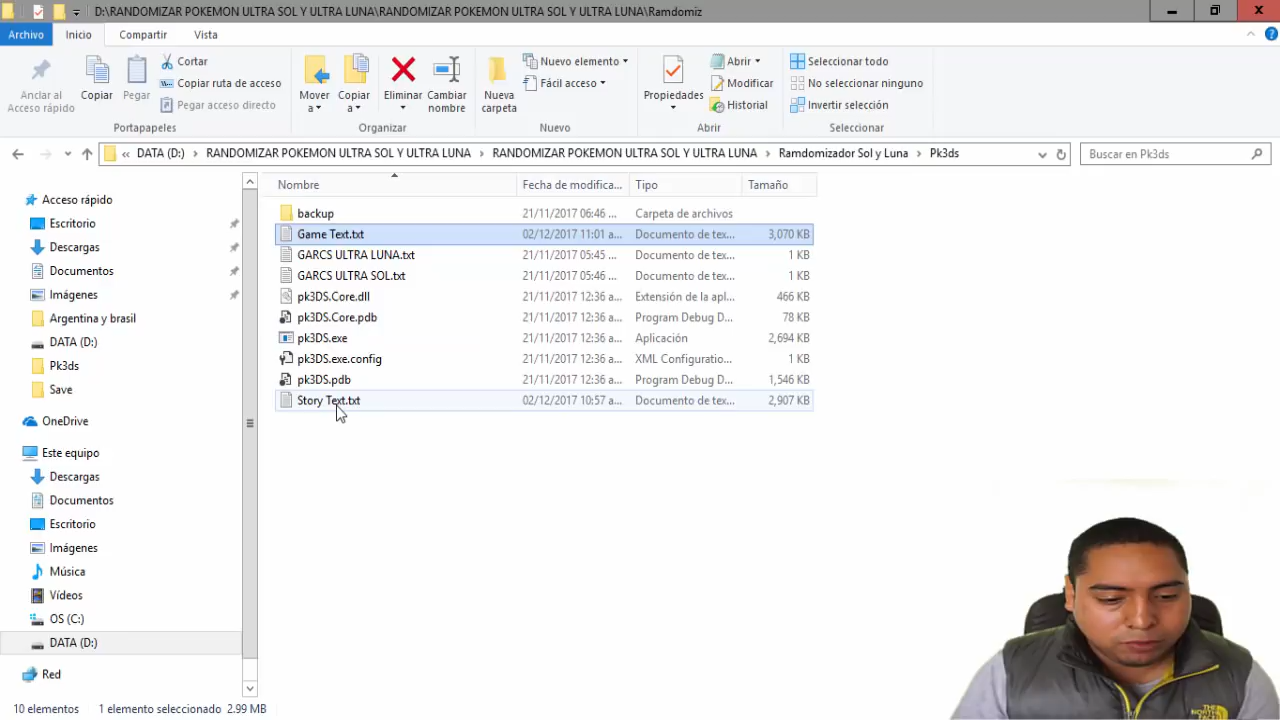 D:\RANDOMIZAR POKEMON ULTRA SOL Y ULTRA LUNA\RANDOMIZAR POKEMON ULTRA SOL Y ULTRA LUNA\Ramdomiz
Archivo Inicio Compartir Vista
Anclar al Acceso rápido
Copiar
Pegar
Cortar
Copiar ruta de acceso
Pegar acceso directo
Portapapeles
Mover a
Copiar a
Eliminar
Cambiar nombre
Organizar
Nueva carpeta
Nuevo elemento
Fácil acceso
Nuevo
Propiedades
Abrir
Modificar
Historial
Abrir
Seleccionar todo
No seleccionar ninguno
Invertir selección
Seleccionar
« DATA (D:) > RANDOMIZAR POKEMON ULTRA SOL Y ULTRA LUNA > RANDOMIZAR POKEMON ULTRA SOL Y ULTRA LUNA > Ramdomizador Sol y Luna > Pk3ds
Buscar en Pk3ds
Acceso rápido
Escritorio
Descargas
Documentos
Imágenes
Argentina y brasil
DATA (D:)
Pk3ds
Save
OneDrive
Este equipo
Descargas
Documentos
Escritorio
Imágenes
Música
Vídeos
OS (C:)
DATA (D:)
Red
Nombre Fecha de modifica... Tipo Tamaño
backup 21/11/2017 06:46 ... Carpeta de archivos
Game Text.txt 02/12/2017 11:01 a... Documento de tex... 3,070 KB
GARCS ULTRA LUNA.txt 21/11/2017 05:45 ... Documento de tex... 1 KB
GARCS ULTRA SOL.txt 21/11/2017 05:46 ... Documento de tex... 1 KB
pk3DS.Core.dll 21/11/2017 12:36 a... Extensión de la apl... 466 KB
pk3DS.Core.pdb 21/11/2017 12:36 a... Program Debug D... 78 KB
pk3DS.exe 21/11/2017 12:36 a... Aplicación 2,694 KB
pk3DS.exe.config 21/11/2017 12:36 a... XML Configuratio... 1 KB
pk3DS.pdb 21/11/2017 12:36 a... Program Debug D... 1,546 KB
Story Text.txt 02/12/2017 10:57 a... Documento de tex... 2,907 KB
10 elementos 1 elemento seleccionado 2.99 MB
THE NORTH FACE